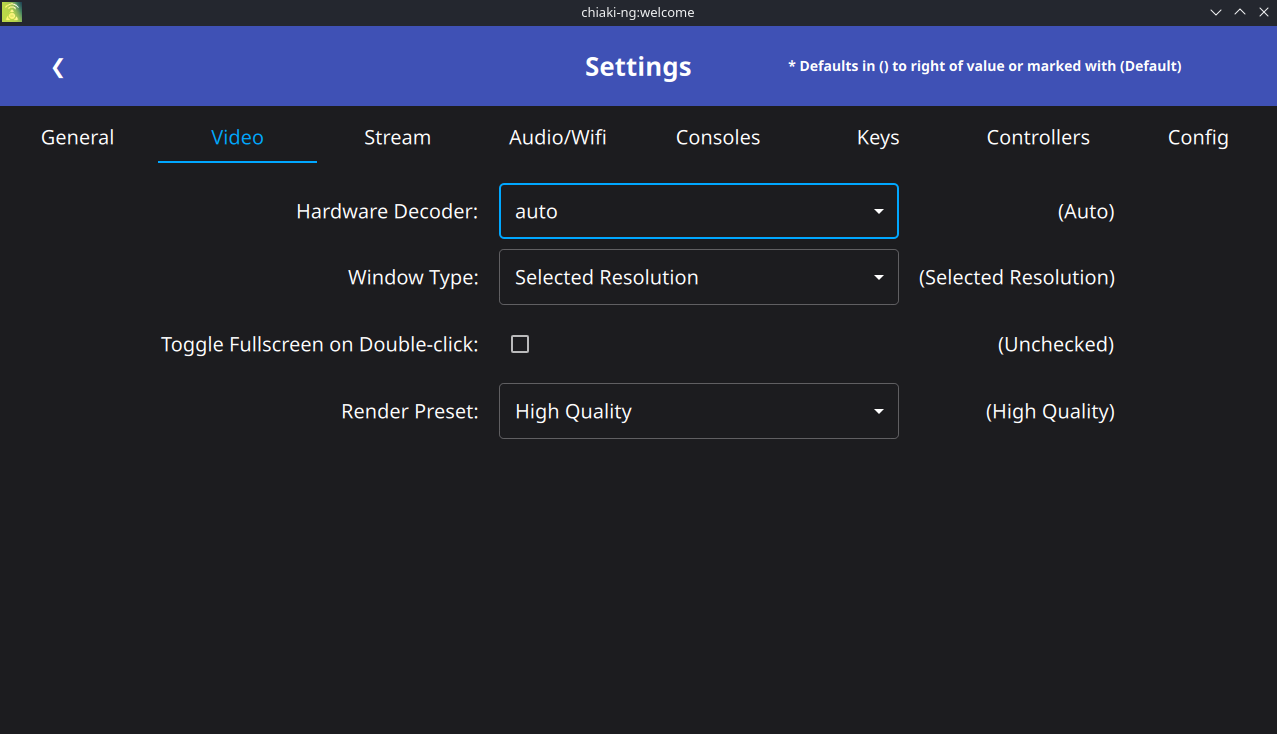 chiaki-ng:welcome
Settings
* Defaults in () to right of value or marked with (Default)
General Video Stream Audio/Wifi Consoles Keys Controllers Config
Hardware Decoder: auto (Auto)
Window Type: Selected Resolution (Selected Resolution)
Toggle Fullscreen on Double-click: (Unchecked)
Render Preset: High Quality (High Quality)